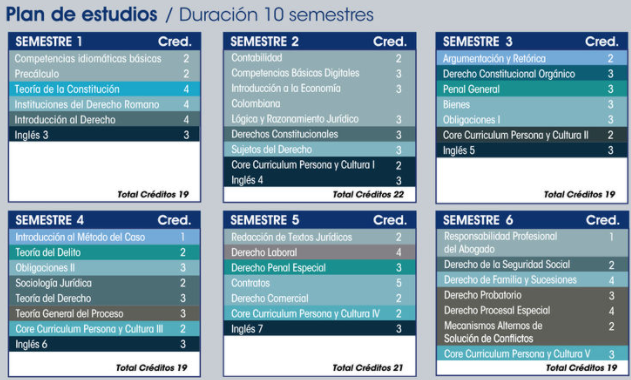 Plan de estudios / Duración 10 semestres
SEMESTRE 1 Cred.
Competencias idiomáticas básicas 2
Precálculo 2
Teoría de la Constitución 4
Instituciones del Derecho Romano 4
Introducción al Derecho 4
Inglés 3 3
Total Créditos 19
SEMESTRE 2 Cred.
Contabilidad 2
Competencias Básicas Digitales 3
Introducción a la Economía 3
Colombiana
Lógico y Razonamiento Jurídico 3
Derechos Constitucionales 3
Sujetos del Derecho 3
Core Curriculum Persona y Cultura I 2
Inglés 4 3
Total Créditos 22
SEMESTRE 3 Cred.
Argumentación y Retórica 2
Derecho Constitucional Orgánico 3
Penal General 3
Bienes 3
Obligaciones I 3
Core Curriculum Persona y Cultura II 2
Inglés 5 3
Total Créditos 19
SEMESTRE 4 Cred.
Introducción al Método del Caso 1
Teoría del Delito 2
Obligaciones II 3
Sociología Jurídica 2
Teoría del Derecho 3
Teoría General del Proceso 3
Core Curriculum Persona y Cultura III 2
Inglés 6 3
Total Créditos 19
SEMESTRE 5 Cred.
Redacción de Textos Jurídicos 2
Derecho Laboral 4
Derecho Penal Especial 3
Contratos 5
Derecho Comercial 2
Core Curriculum Persona y Cultura IV 2
Inglés 7 3
Total Créditos 21
SEMESTRE 6 Cred.
Responsabilidad Profesional 1
del Abogado
Derecho de la Seguridad Social 2
Derecho de Familia y Sucesiones 4
Derecho Probatorio 3
Derecho Procesal Especial 4
Mecanismos Alternos de 2
Solución de Conflictos
Core Curriculum Persona y Cultura V 3
Total Créditos 19